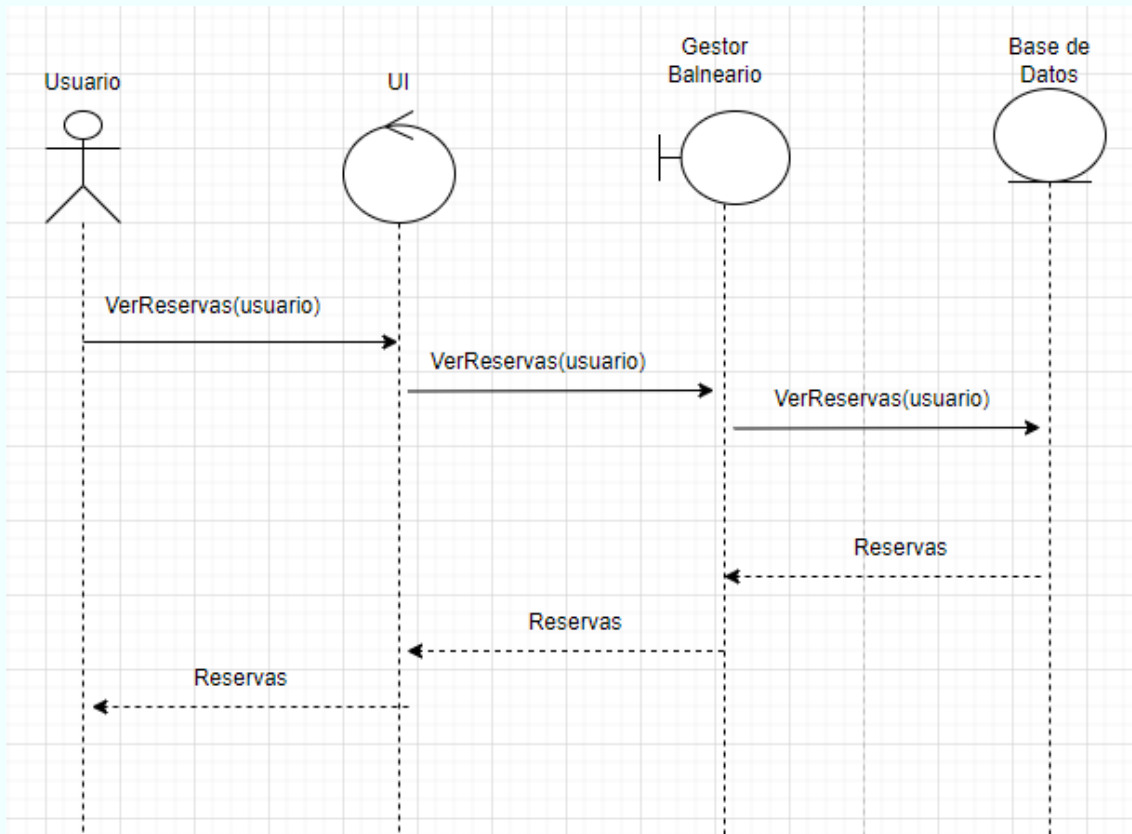 Usuario
UI
Gestor
Balneario
Base de
Datos
VerReservas(usuario)
VerReservas(usuario)
VerReservas(usuario)
Reservas
Reservas
Reservas